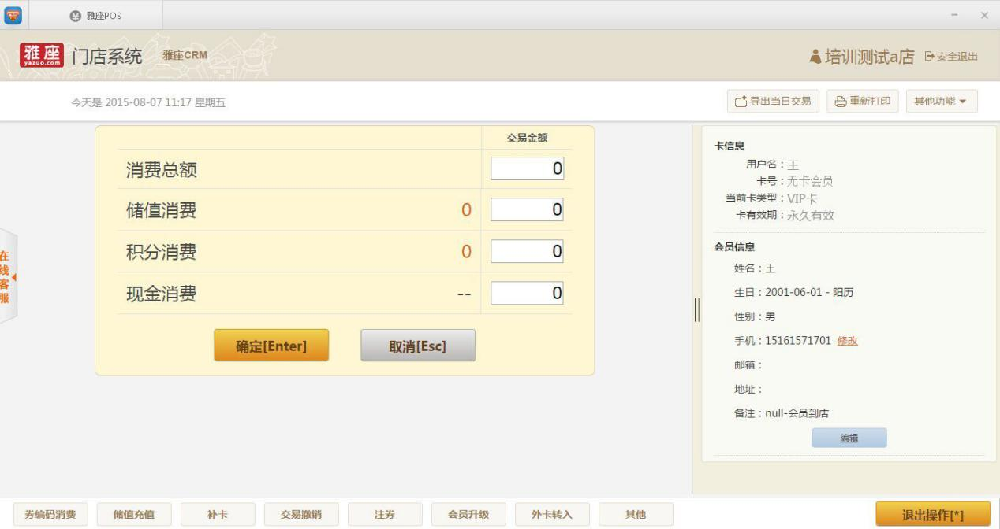 雅座POS
雅座 yazuo.com 门店系统 雅座CRM
培训测试a店 安全退出
今天是 2015-08-07 11:17 星期五
导出当日交易 重新打印 其他功能
交易金额
消费总额 0
储值消费 0 0
积分消费 0 0
现金消费 -- 0
确定[Enter] 取消[Esc]
在线客服
卡信息
用户名：王
卡号：无卡会员
当前卡类型：VIP卡
卡有效期：永久有效
会员信息
姓名：王
生日：2001-06-01 - 阳历
性别：男
手机：15161571701 修改
邮箱：
地址：
备注：null-会员到店
编辑
券编码消费 储值充值 补卡 交易撤销 注券 会员升级 外卡转入 其他 退出操作[*]